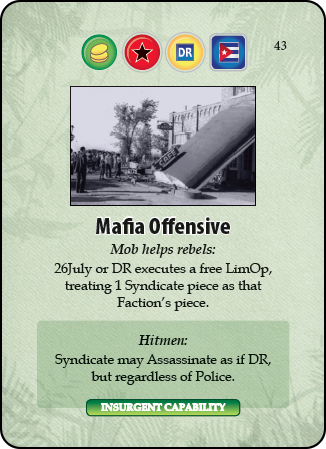 DR
43
Mafia Offensive
Mob helps rebels:
26July or DR executes a free LimOp,
treating 1 Syndicate piece as that
Faction's piece.
Hitmen:
Syndicate may Assassinate as if DR,
but regardless of Police.
INSURGENT CAPABILITY